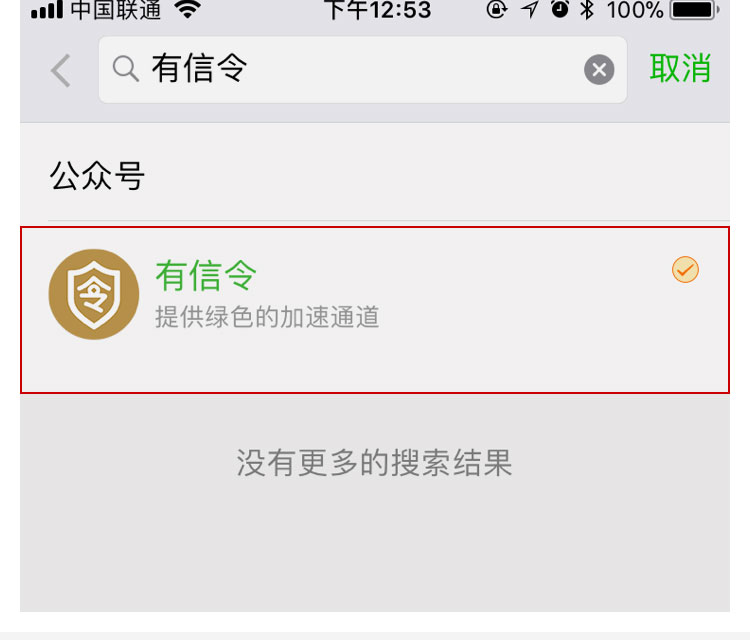 中国联通 下午12:53 100%
有信令 取消
公众号
令 有信令
提供绿色的加速通道
没有更多的搜索结果